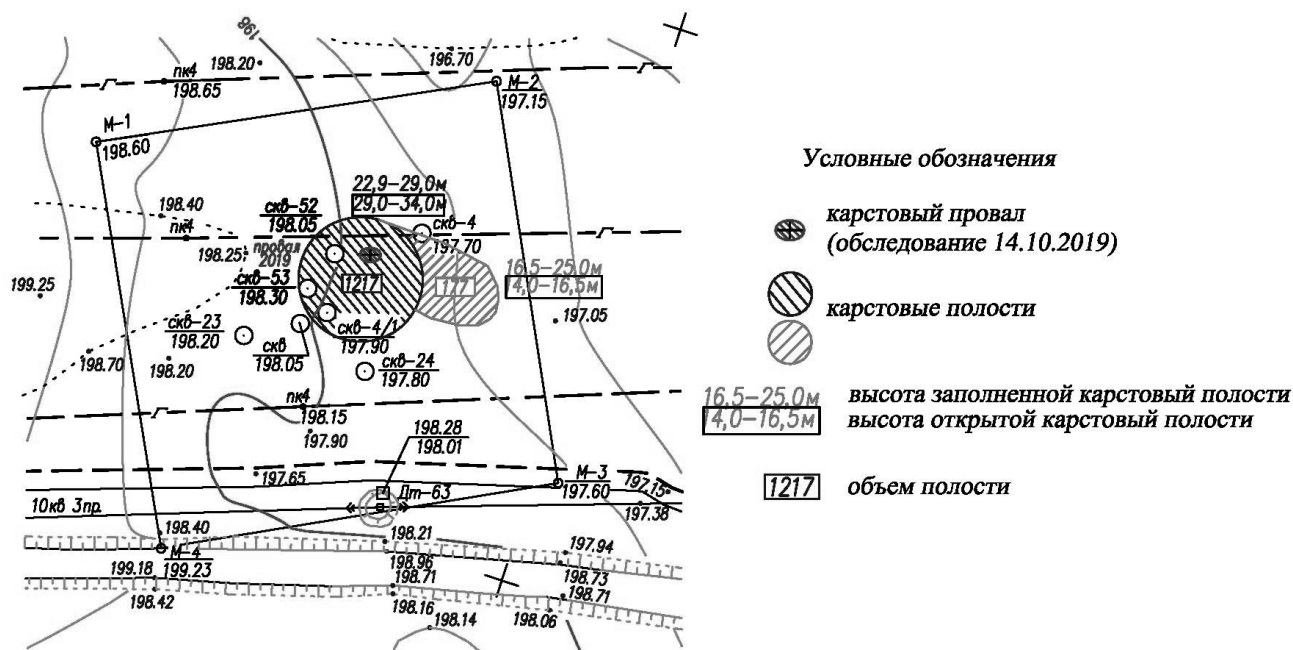 198
198.20
196.70
пк4
198.65
М-2
197.15
М-1
198.60
22,9-29,0м
29,0-34,0м
скв-52
198.05
скв-4
197.70
198.40
пк4
198.25
провал
2019
скв-53
198.30
1217
177
16,5-25,0м
14,0-16,5м
199.25
скв-23
198.20
скв
198.05
скв-4/1
197.90
197.05
198.70
198.20
скв-24
197.80
пк4
198.15
197.90
198.28
198.01
197.65
М-3
197.60
197.15
10кв 3пр.
Дт-63
197.38
198.40
М-4
199.23
198.21
197.94
199.18
198.96
198.73
198.71
198.71
198.42
198.16
198.06
198.14
Условные обозначения
карстовый провал
(обследование 14.10.2019)
карстовые полости
16,5-25,0м высота заполненной карстовый полости
14,0-16,5м высота открытой карстовый полости
1217 объем полости